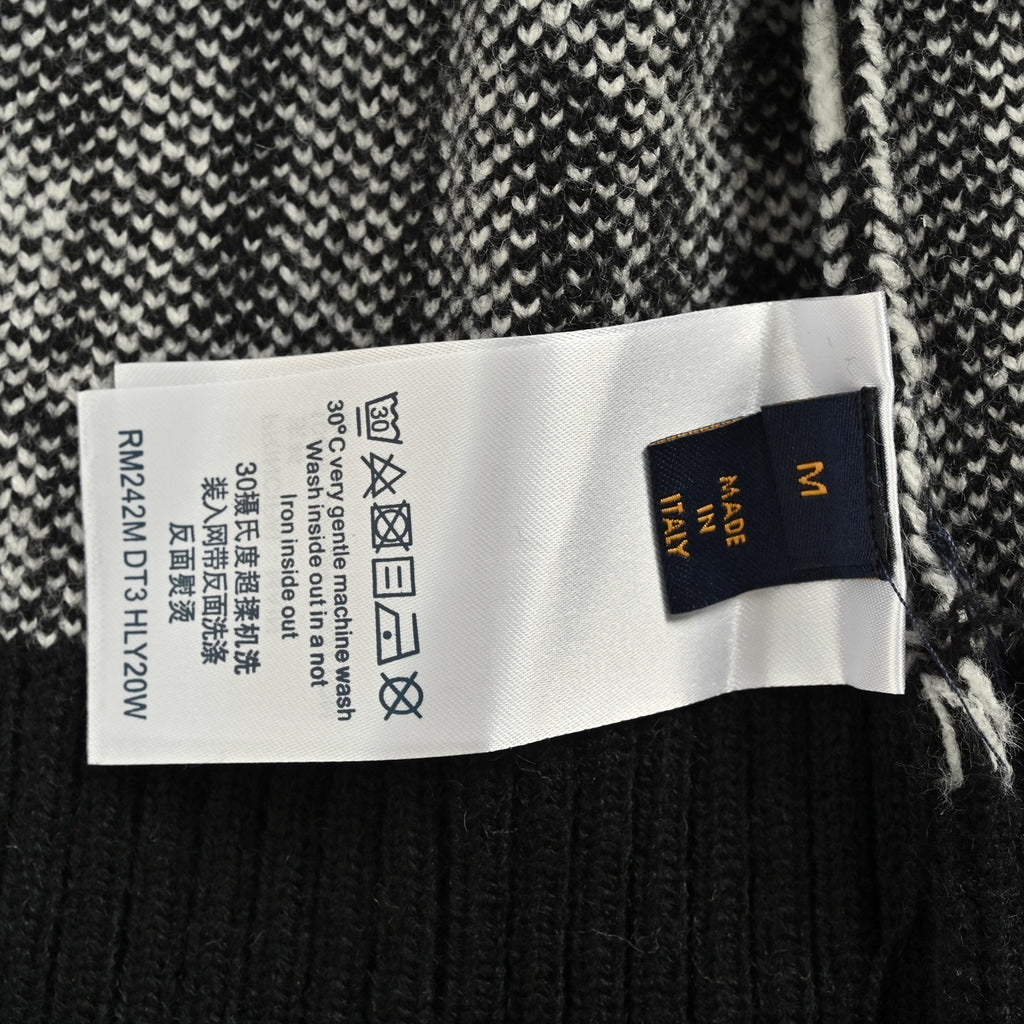 M
MADE
IN
ITALY
30
30°C very gentle machine wash
Wash inside out in a not
Iron inside out
30摄氏度超揉机洗
装入网带反面洗涤
反面熨烫
RM242M DT3 HLY20W